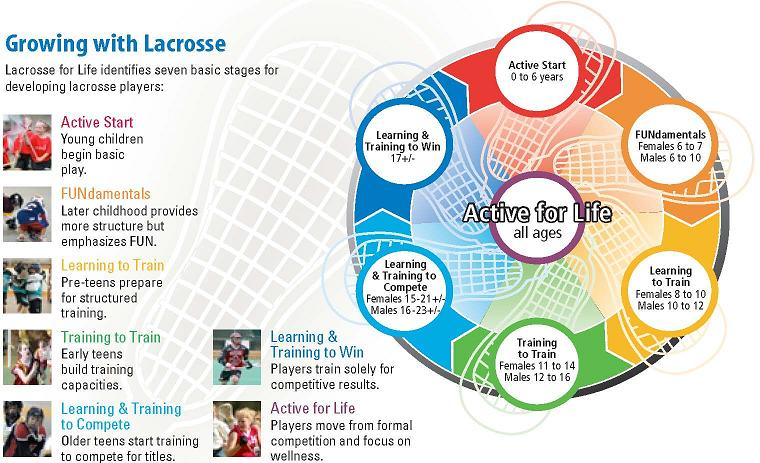 Growing with Lacrosse
Lacrosse for Life identifies seven basic stages for
developing lacrosse players:
Active Start
Young children
begin basic
play.
FUNdamentals
Later childhood provides
more structure but
emphasizes FUN.
Learning to Train
Pre-teens prepare
for structured
training.
Training to Train
Early teens
build training
capacities.
Learning & Training
to Compete
Older teens start training
to compete for titles.
Learning &
Training to Win
Players train solely for
competitive results.
Active for Life
Players move from formal
competition and focus on
wellness.
Active Start
0 to 6 years
FUNdamentals
Females 6 to 7
Males 6 to 10
Learning
to Train
Females 8 to 10
Males 10 to 12
Training
to Train
Females 11 to 14
Males 12 to 16
Learning
& Training to
Compete
Females 15-21+/-
Males 16-23+/-
Learning &
Training to Win
17+/-
Active for Life
all ages